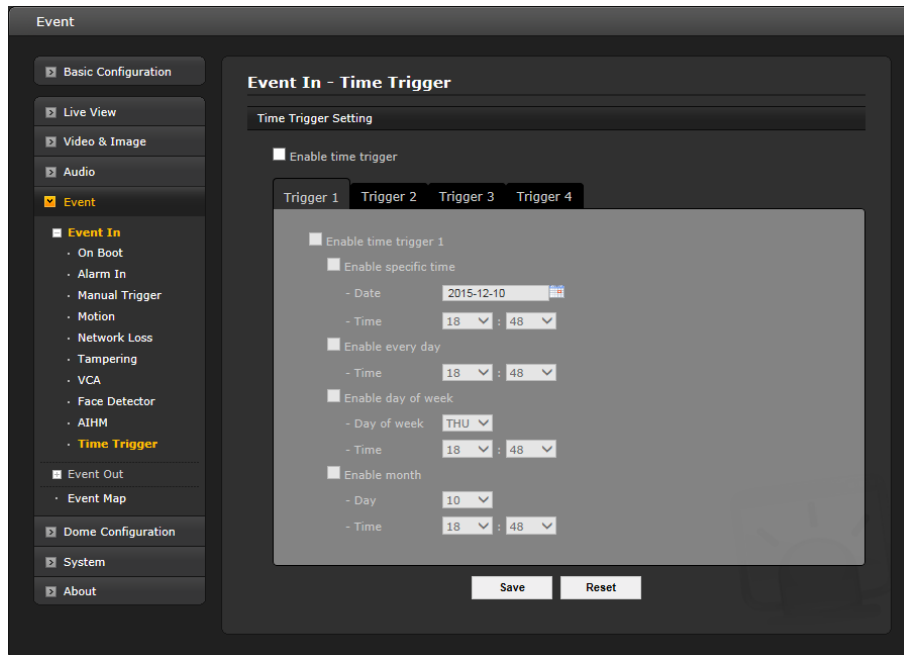 Event
Basic Configuration
Live View
Video & Image
Audio
Event
Event In
On Boot
Alarm In
Manual Trigger
Motion
Network Loss
Tampering
VCA
Face Detector
AIHM
Time Trigger
Event Out
Event Map
Dome Configuration
System
About
Event In - Time Trigger
Time Trigger Setting
Enable time trigger
Trigger 1 Trigger 2 Trigger 3 Trigger 4
Enable time trigger 1
Enable specific time
- Date 2015-12-10
- Time 18 : 48
Enable every day
- Time 18 : 48
Enable day of week
- Day of week THU
- Time 18 : 48
Enable month
- Day 10
- Time 18 : 48
Save Reset